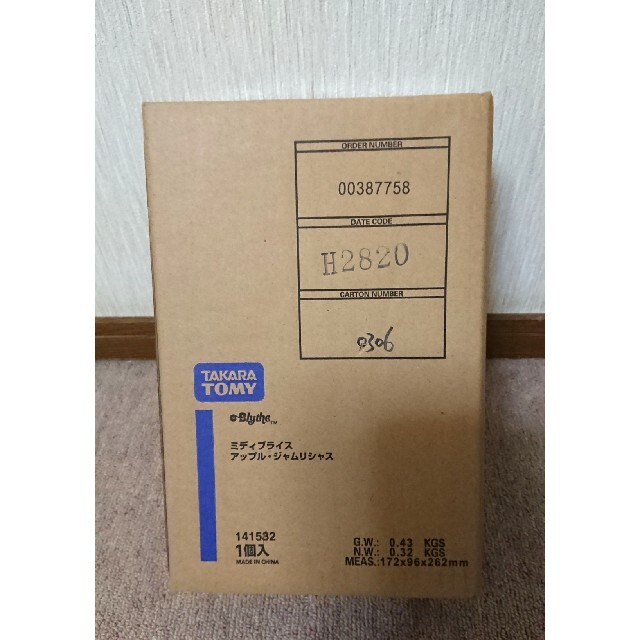 ORDER NUMBER
00387758
DATE CODE
H2820
CARTON NUMBER
0306
TAKARA
TOMY
Blythe™
ミディブライス
アップル・ジャムリシャス
141532
1個入
MADE IN CHINA
G.W.: 0.43 KGS
N.W.: 0.32 KGS
MEAS.:172x96x262mm